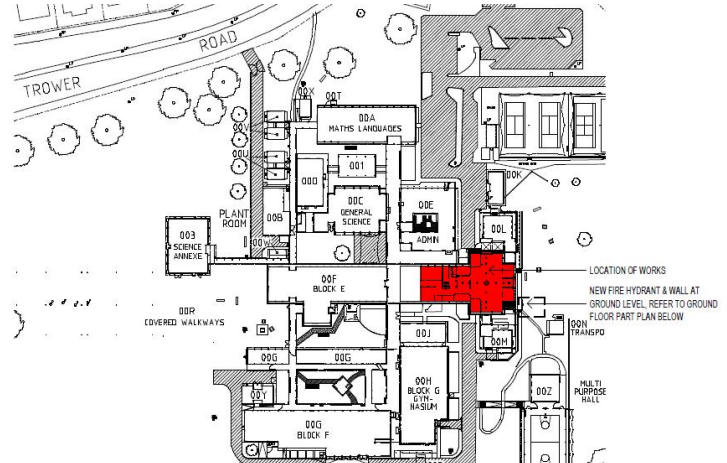 TROWER ROAD
00X
00T
00A
MATHS LANGUAGES
00V
00U
001
00D
00K
00C
GENERAL
SCIENCE
00E
ADMIN
PLANT
ROOM
00B
00L
003
SCIENCE
ANNEXE
00W
LOCATION OF WORKS
00F
BLOCK E
NEW FIRE HYDRANT & WALL AT
GROUND LEVEL, REFER TO GROUND
FLOOR PART PLAN BELOW
00R
COVERED WALKWAYS
00J
00M
00N
TRANSPO
00G
00G
00H
BLOCK G
GYM-
NASIUM
00Z
MULTI
PURPOSE
HALL
00Y
00G
BLOCK F